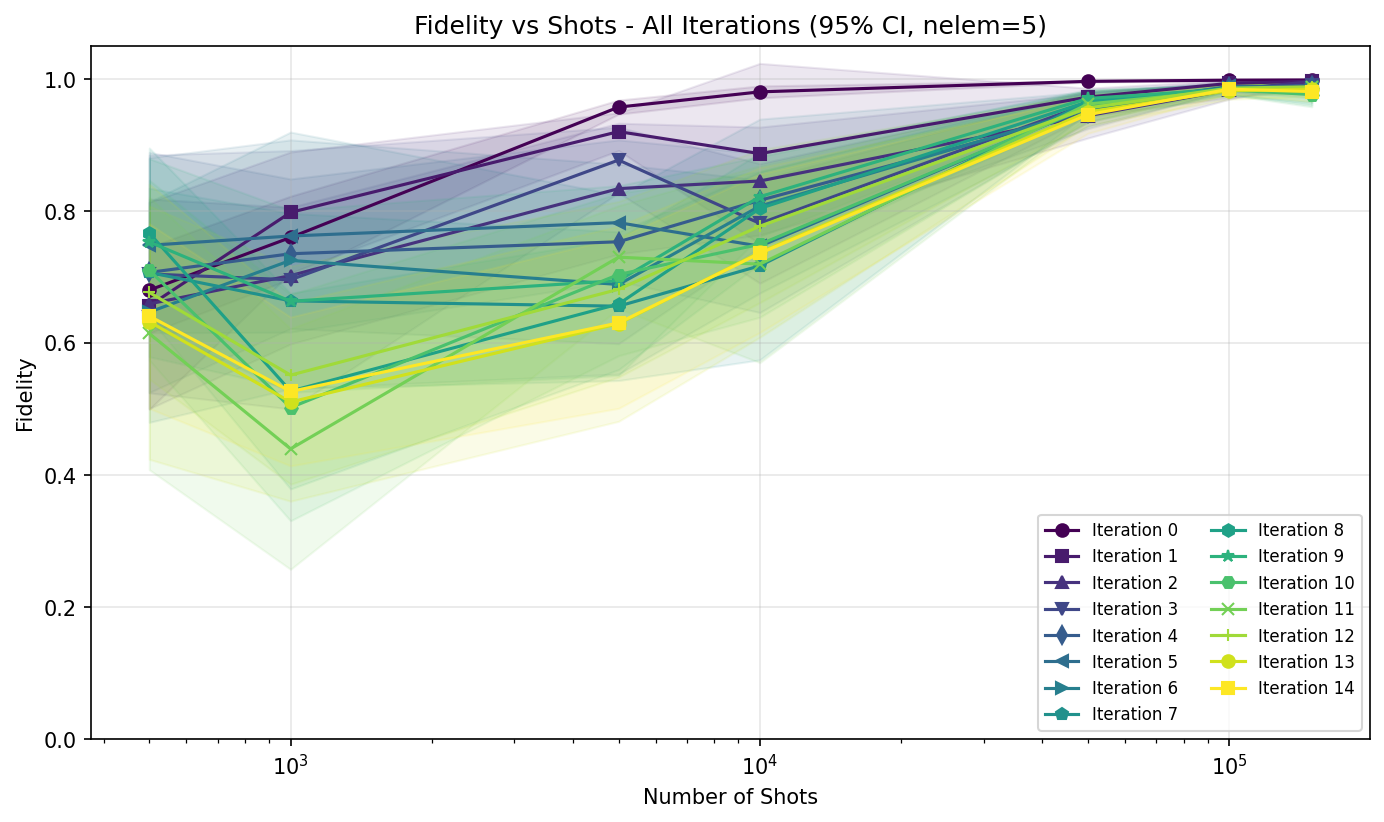 Fidelity vs Shots - All Iterations (95% CI, nelem=5)
Fidelity
1.0
0.8
0.6
0.4
0.2
0.0
10³
10⁴
10⁵
Number of Shots
Iteration 0
Iteration 1
Iteration 2
Iteration 3
Iteration 4
Iteration 5
Iteration 6
Iteration 7
Iteration 8
Iteration 9
Iteration 10
Iteration 11
Iteration 12
Iteration 13
Iteration 14